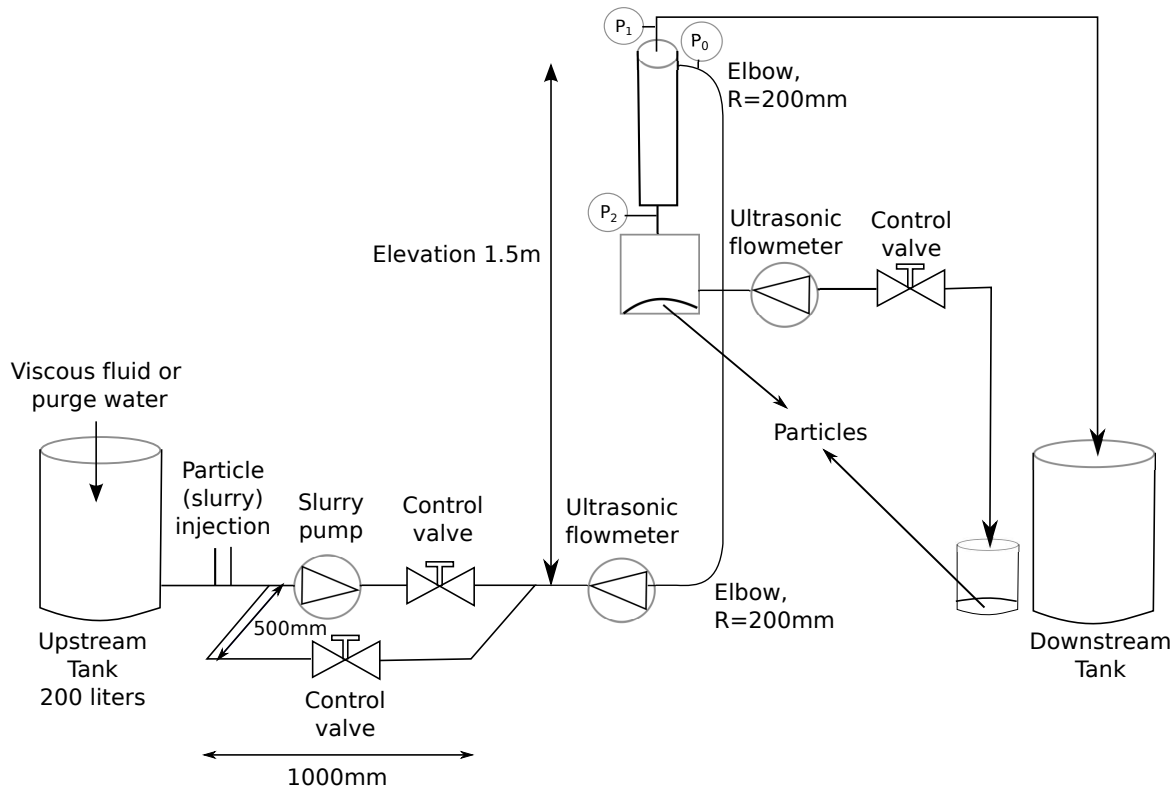 P1
P0
Elbow,
R=200mm
P2
Ultrasonic
flowmeter
Control
valve
Elevation 1.5m
Viscous fluid or
purge water
Particles
Particle
(slurry)
injection
Slurry
pump
Control
valve
Ultrasonic
flowmeter
Elbow,
R=200mm
500mm
Upstream
Tank
200 liters
Downstream
Tank
Control
valve
1000mm